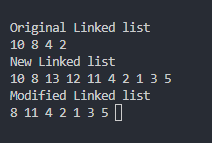 Original Linked list
10 8 4 2
New Linked list
10 8 13 12 11 4 2 1 3 5
Modified Linked list
8 11 4 2 1 3 5